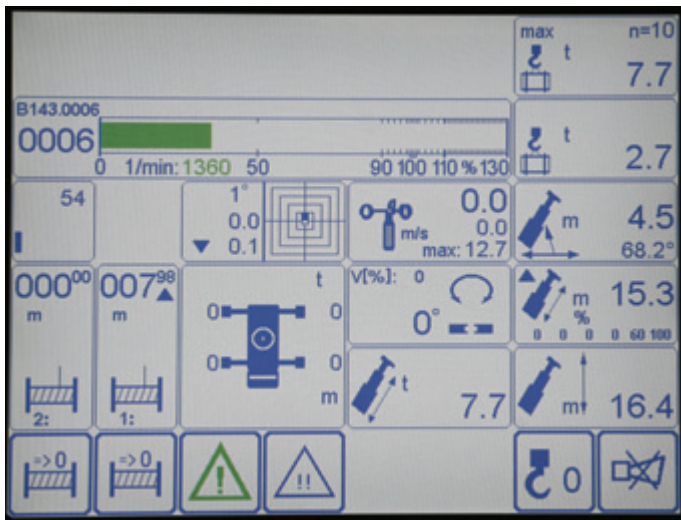 max n=10
t
7.7
B143.0006
0006
0 1/min: 1360 50 90 100 110 % 130
t
2.7
54
1°
0.0
0.1
0.0
m/s 0.0
max: 12.7
m 4.5
68.2°
000⁰⁰
m
2:
007⁹⁸
m
1:
t
0 0
0 0
m
V[%]: 0
0°
m 15.3
%
0 0 0 0 60 100
t
7.7
m 16.4
=> 0
=> 0
!
!!
0